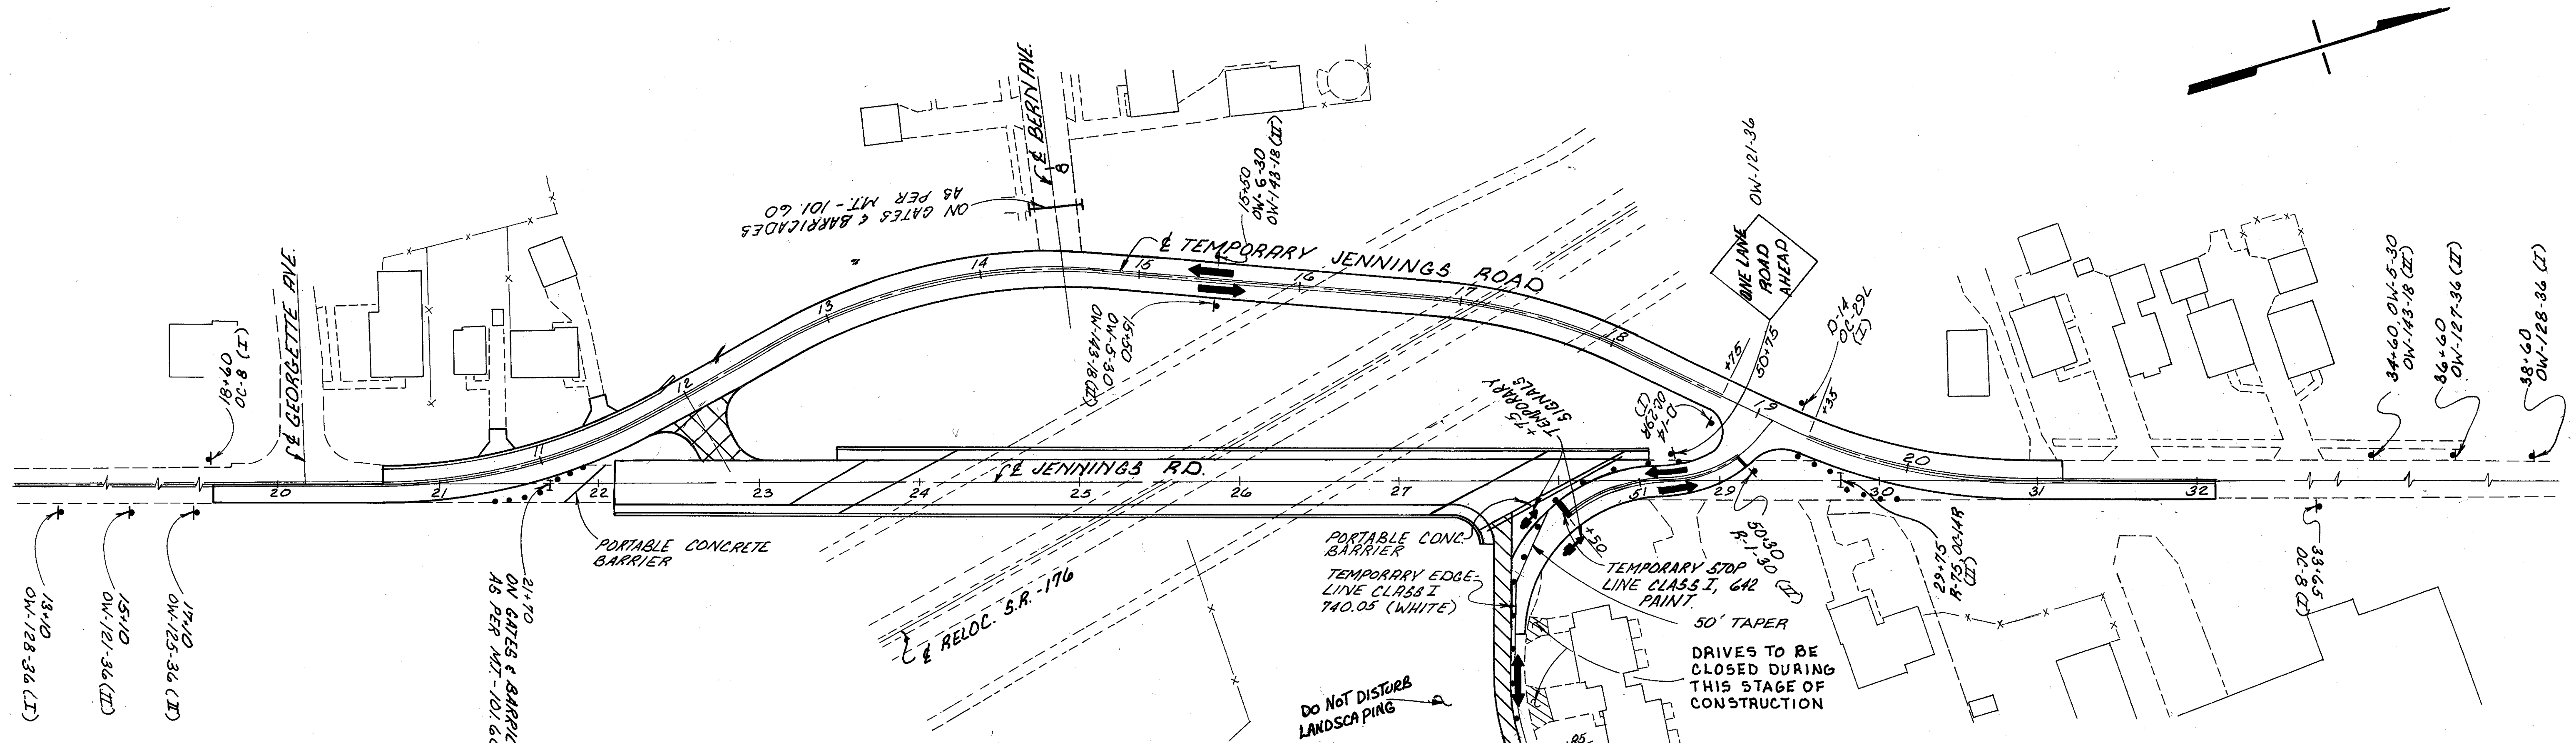 ℄ BERN AVE.
8
ON GATES & BARRICADES
AS PER MT.-101.60
15+50
OW-6-30
OW-143-18 (II)
OW-121-36
ONE LANE
ROAD
AHEAD
50+75
+75
D-14
OC-29L
(I)
+35
℄ TEMPORARY JENNINGS ROAD
11
12
13
14
15
16
17
18
19
20
15+50
OW-5-30
OW-143-18 (II)
℄ GEORGETTE AVE.
18+60
OC-8 (I)
+75
TEMPORARY
SIGNALS
D-14
OC-29R
(I)
34+60, OW-5-30
OW-143-18 (II)
36+60
OW-127-36 (II)
38+60
OW-128-36 (I)
℄ JENNINGS RD.
20
21
22
23
24
25
26
27
51
29
30
31
32
13+10
OW-128-36 (I)
15+10
OW-121-36 (II)
17+10
OW-125-36 (II)
21+70
ON GATES & BARRIC
AS PER MT.-101.60
PORTABLE CONCRETE
BARRIER
℄ RELOC. S.R.-176
PORTABLE CONC.
BARRIER
TEMPORARY EDGE-
LINE CLASS I
740.05 (WHITE)
+50
TEMPORARY STOP
LINE CLASS I, 642
PAINT.
50' TAPER
50+30
R-1-30 (II)
29+75
R-75, OC-14R
(II)
33+65
OC-8 (I)
DRIVES TO BE
CLOSED DURING
THIS STAGE OF
CONSTRUCTION
DO NOT DISTURB
LANDSCAPING